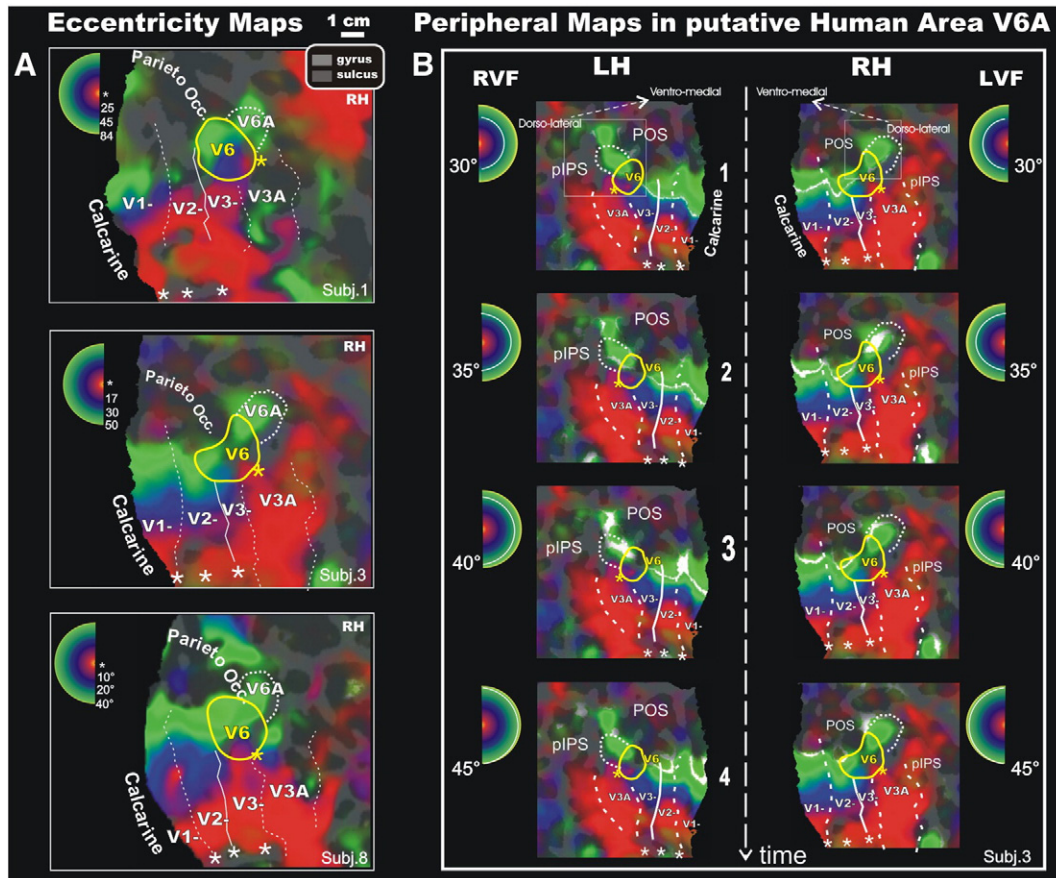 Eccentricity Maps
1 cm
Peripheral Maps in putative Human Area V6A
A
gyrus
sulcus
Parieto Occ.
RH
*
25
45
84
V6A
V6
*
V1-
V2-
V3-
V3A
Calcarine
* * *
Subj.1
RH
*
17
30
50
Parieto Occ.
V6A
V6
*
V3A
V3-
V2-
V1-
Calcarine
* * *
Subj.3
RH
*
10°
20°
40°
Parieto Occ.
V6A
V6
*
V3A
V3-
V2-
V1-
Calcarine
* * *
Subj.8
B
RVF
LH
RH
LVF
Ventro-medial
Ventro-medial
Dorso-lateral
Dorso-lateral
POS
POS
pIPS
pIPS
30°
1
30°
V6
V6
*
*
V3A
V3-
V2-
V1-
?
Calcarine
Calcarine
V1-
V2-
V3-
V3A
* * *
* * *
POS
POS
pIPS
pIPS
35°
2
35°
V6
V6
*
*
V3A
V3-
V2-
V1-
?
V1-
V2-
V3-
V3A
* * *
* * *
POS
POS
pIPS
pIPS
40°
3
40°
V6
V6
*
*
V3A
V3-
V2-
V1-
?
V1-
V2-
V3-
V3A
* * *
* * *
POS
POS
pIPS
pIPS
45°
4
45°
V6
V6
*
*
V3A
V3-
V2-
V1-
?
V1-
V2-
V3-
V3A
* * *
* * *
time
Subj.3